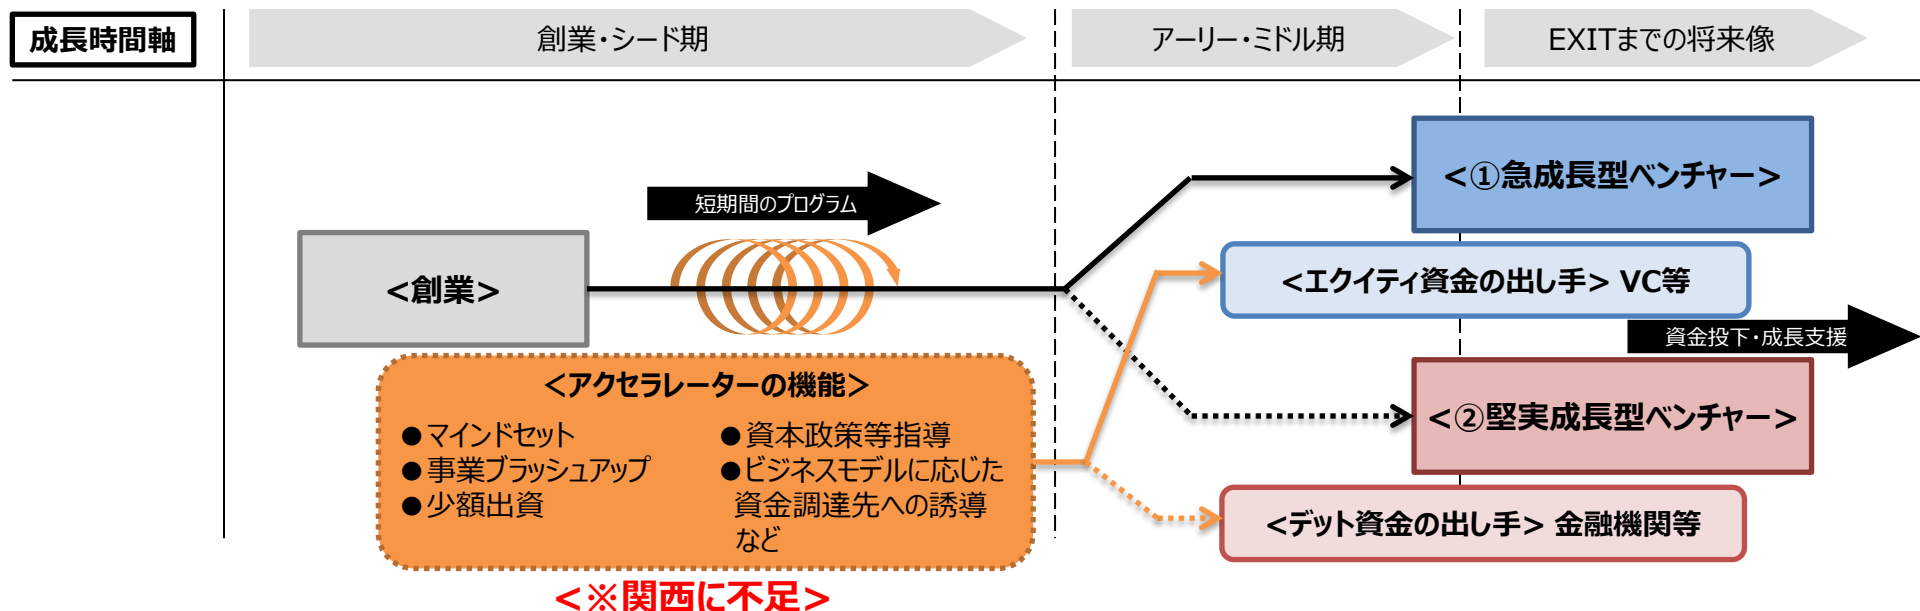 成長時間軸
創業・シード期
アーリー・ミドル期
EXITまでの将来像
短期間のプログラム
<創業>
<①急成長型ベンチャー>
<エクイティ資金の出し手> VC等
資金投下・成長支援
<②堅実成長型ベンチャー>
<デット資金の出し手> 金融機関等
<アクセラレーターの機能>
●マインドセット
●事業ブラッシュアップ
●少額出資
●資本政策等指導
●ビジネスモデルに応じた
資金調達先への誘導
など
<※関西に不足>